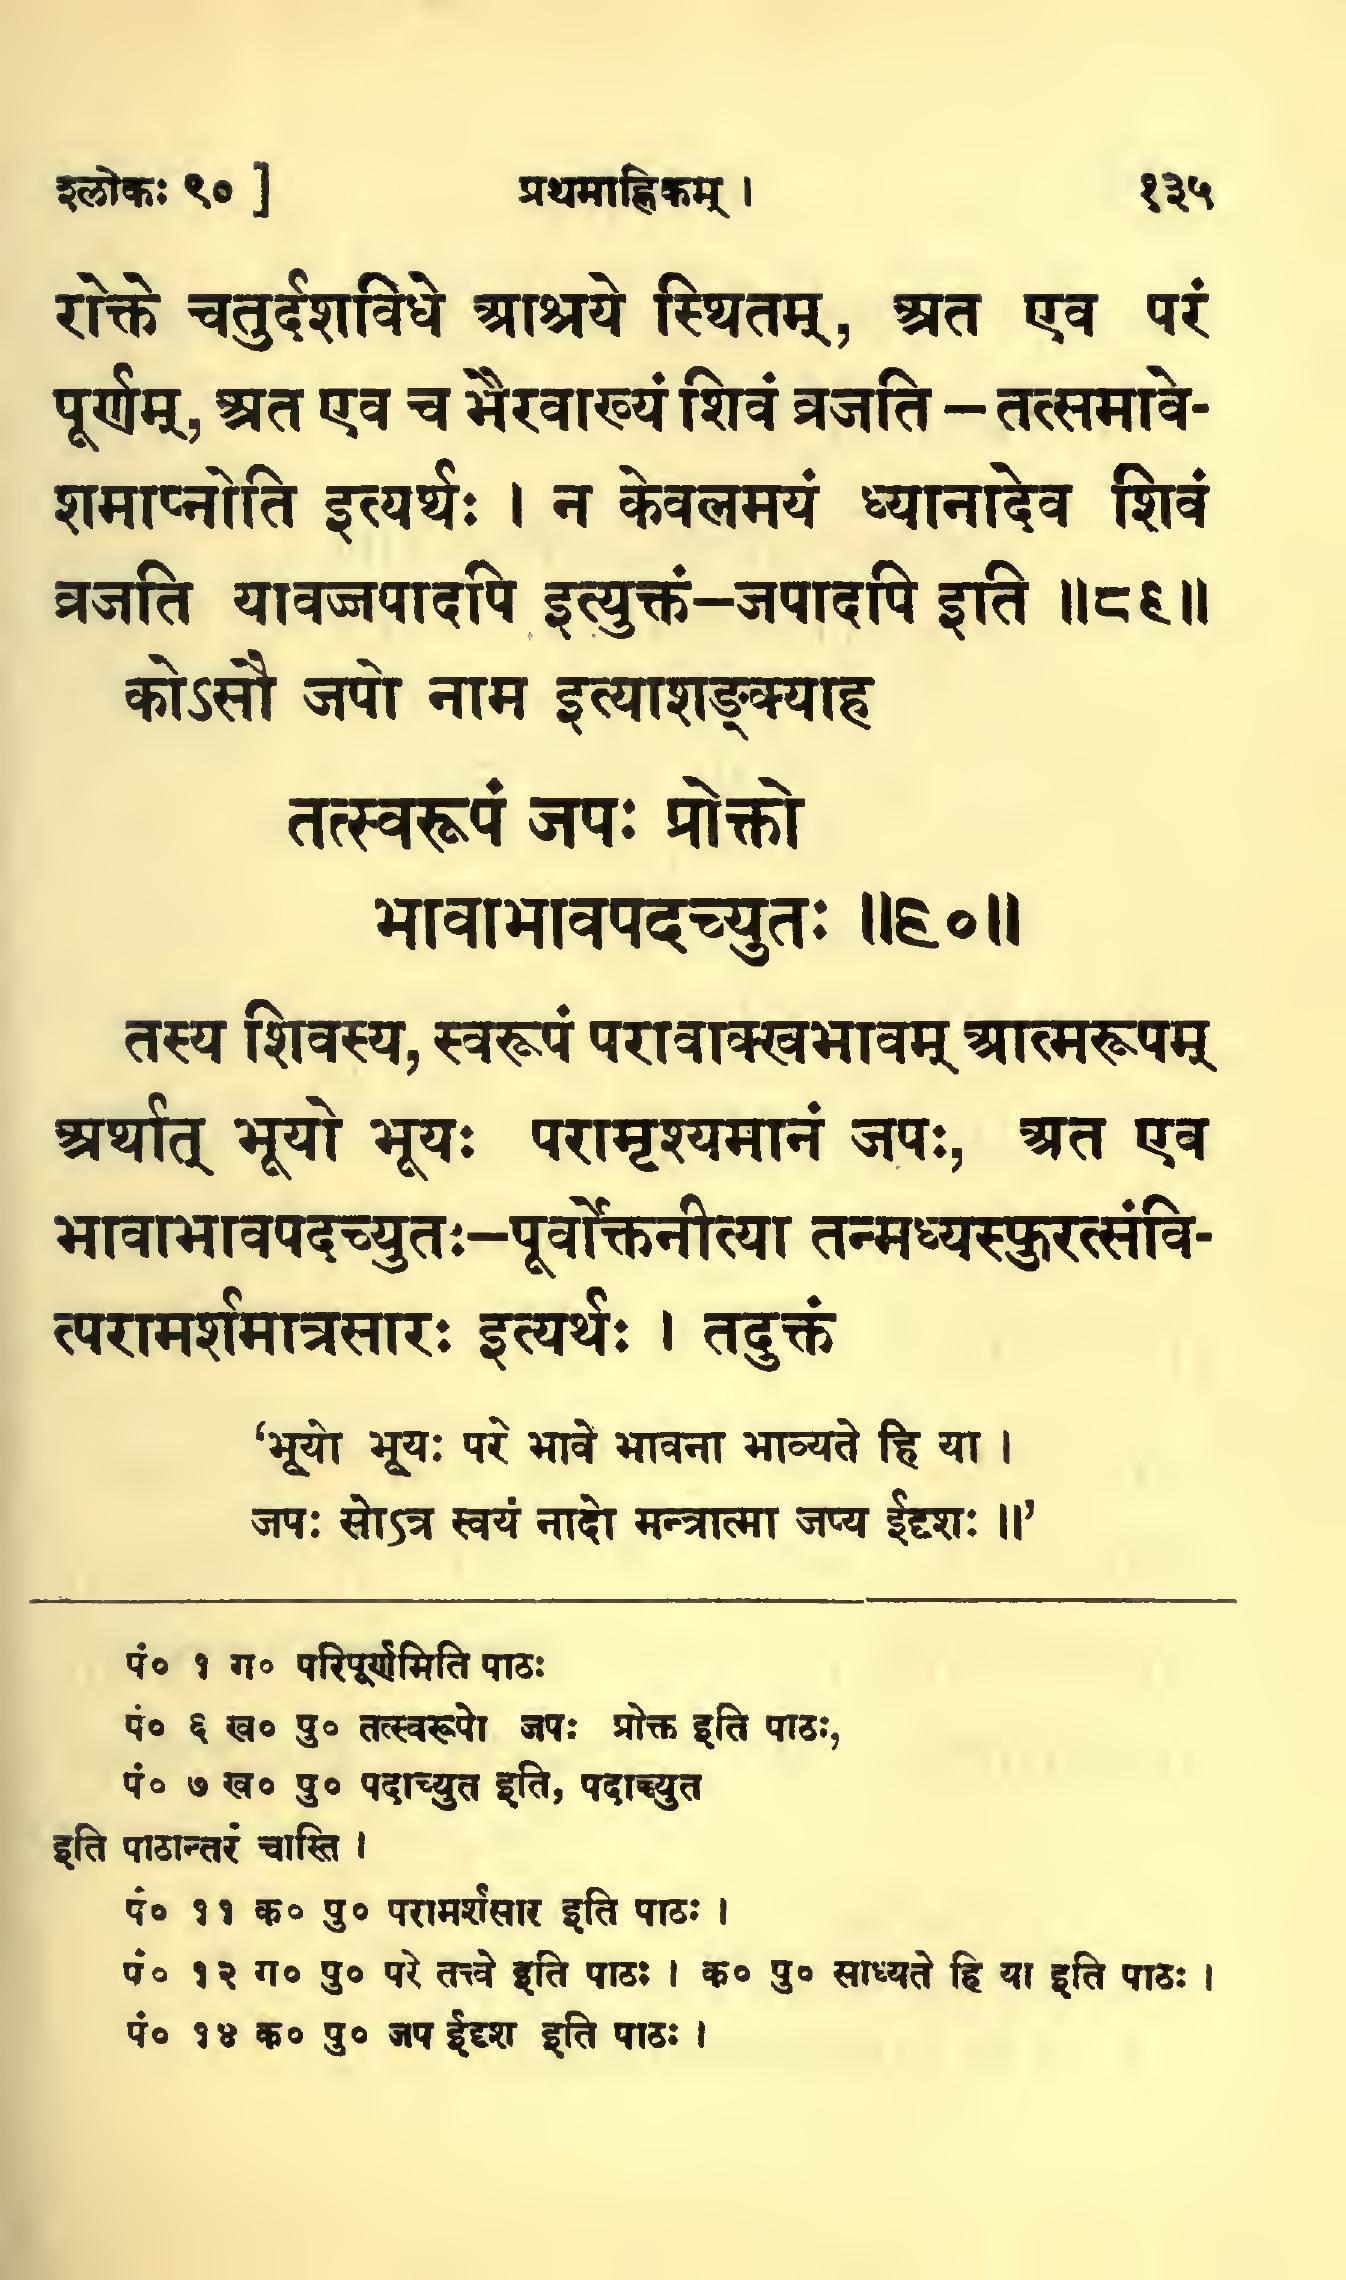 श्लोकः ९० ] प्रथमाह्निकम् । १३५
रोक्ते चतुर्दशविधे आश्रये स्थितम्, अत एव परं
पूर्णम्, अत एव च भैरवाख्यं शिवं व्रजति – तत्समावे-
शमाप्नोति इत्यर्थः । न केवलमयं ध्यानादेव शिवं
व्रजति यावज्जपादपि इत्युक्तं–जपादपि इति ॥८९॥
कोऽसौ जपो नाम इत्याशङ्क्याह
तत्स्वरूपं जपः प्रोक्तो
भावाभावपदच्युतः ॥९०॥
तस्य शिवस्य, स्वरूपं परावाक्स्वभावम् आत्मरूपम्
अर्थात् भूयो भूयः परामृश्यमानं जपः, अत एव
भावाभावपदच्युतः–पूर्वोक्तनीत्या तन्मध्यस्फुरत्संवि-
त्परामर्शमात्रसारः इत्यर्थः । तदुक्तं
‘भूयो भूयः परे भावे भावना भाव्यते हि या ।
जपः सोऽत्र स्वयं नादो मन्त्रात्मा जप्य ईदृशः ॥’
पं० १ ग० परिपूर्णमिति पाठः
पं० ६ ख० पु० तत्स्वरूपो जपः प्रोक्त इति पाठः,
पं० ७ ख० पु० पदाच्युत इति, पदाच्च्युत
इति पाठान्तरं चास्ति ।
पं० ११ क० पु० परामर्शसार इति पाठः ।
पं० १२ ग० पु० परे तत्त्वे इति पाठः । क० पु० साध्यते हि या इति पाठः ।
पं० १४ क० पु० जप ईदृश इति पाठः ।